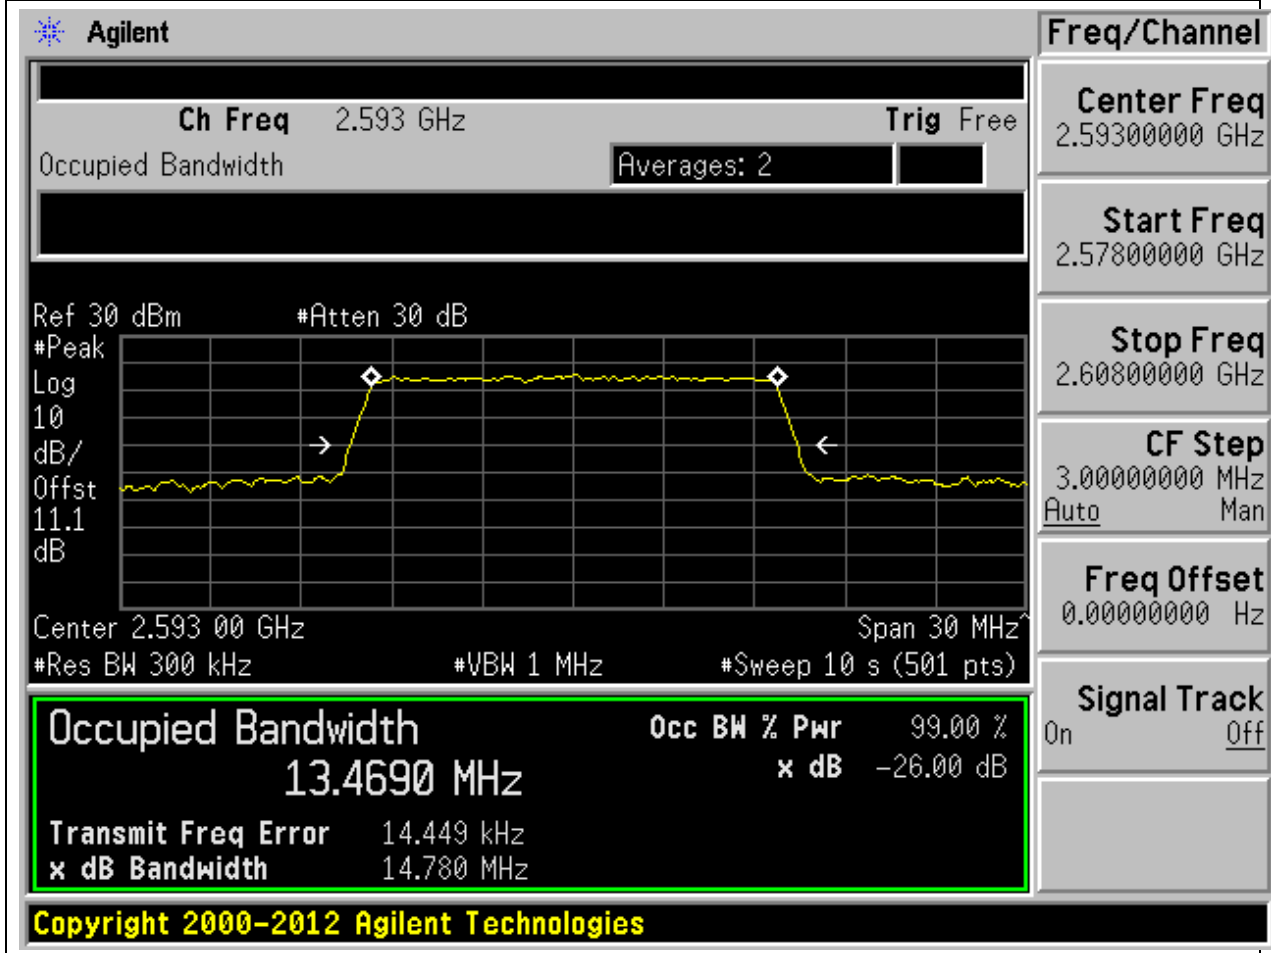 Agilent
Freq/Channel
Ch Freq 2.593 GHz Trig Free
Occupied Bandwidth Averages: 2
Center Freq
2.59300000 GHz
Start Freq
2.57800000 GHz
Stop Freq
2.60800000 GHz
CF Step
3.00000000 MHz
Auto Man
Freq Offset
0.00000000 Hz
Signal Track
On Off
Ref 30 dBm #Atten 30 dB
#Peak
Log
10
dB/
Offst
11.1
dB
Center 2.593 00 GHz Span 30 MHz^
#Res BW 300 kHz #VBW 1 MHz #Sweep 10 s (501 pts)
Occupied Bandwidth Occ BW % Pwr 99.00 %
13.4690 MHz x dB -26.00 dB
Transmit Freq Error 14.449 kHz
x dB Bandwidth 14.780 MHz
Copyright 2000-2012 Agilent Technologies